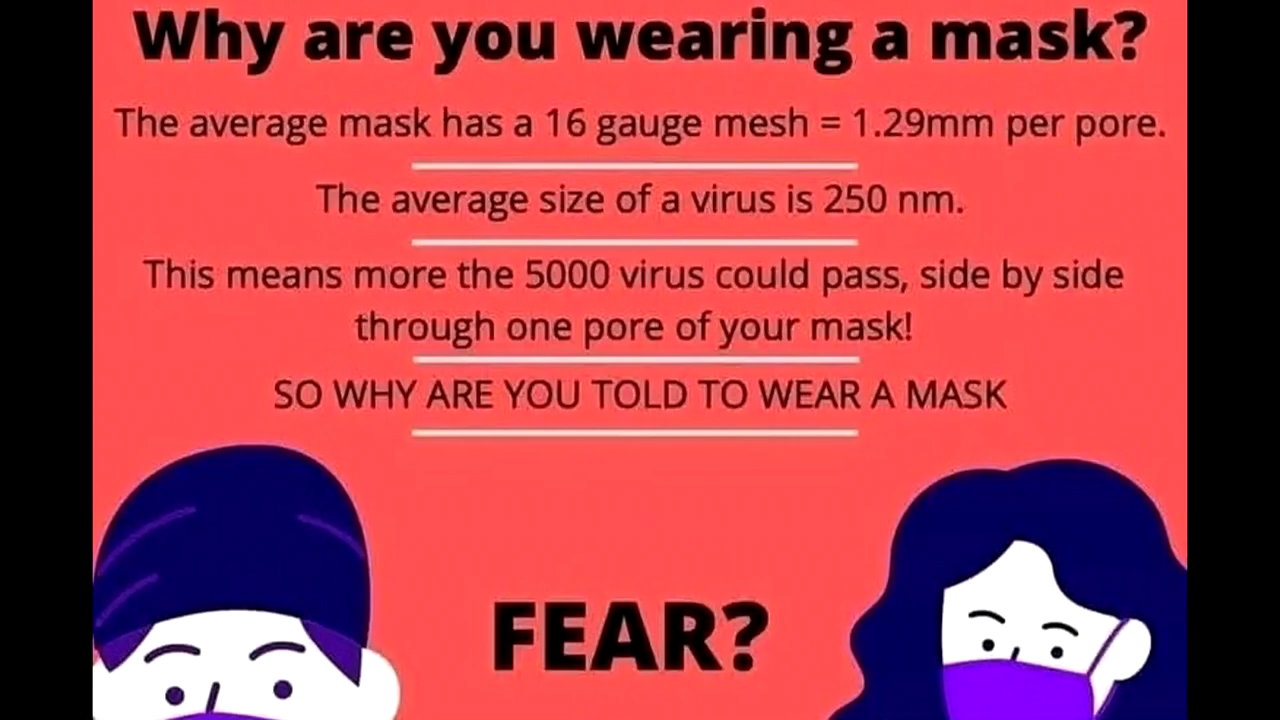 Why are you wearing a mask?
The average mask has a 16 gauge mesh = 1.29mm per pore.
The average size of a virus is 250 nm.
This means more the 5000 virus could pass, side by side
through one pore of your mask!
SO WHY ARE YOU TOLD TO WEAR A MASK
FEAR?